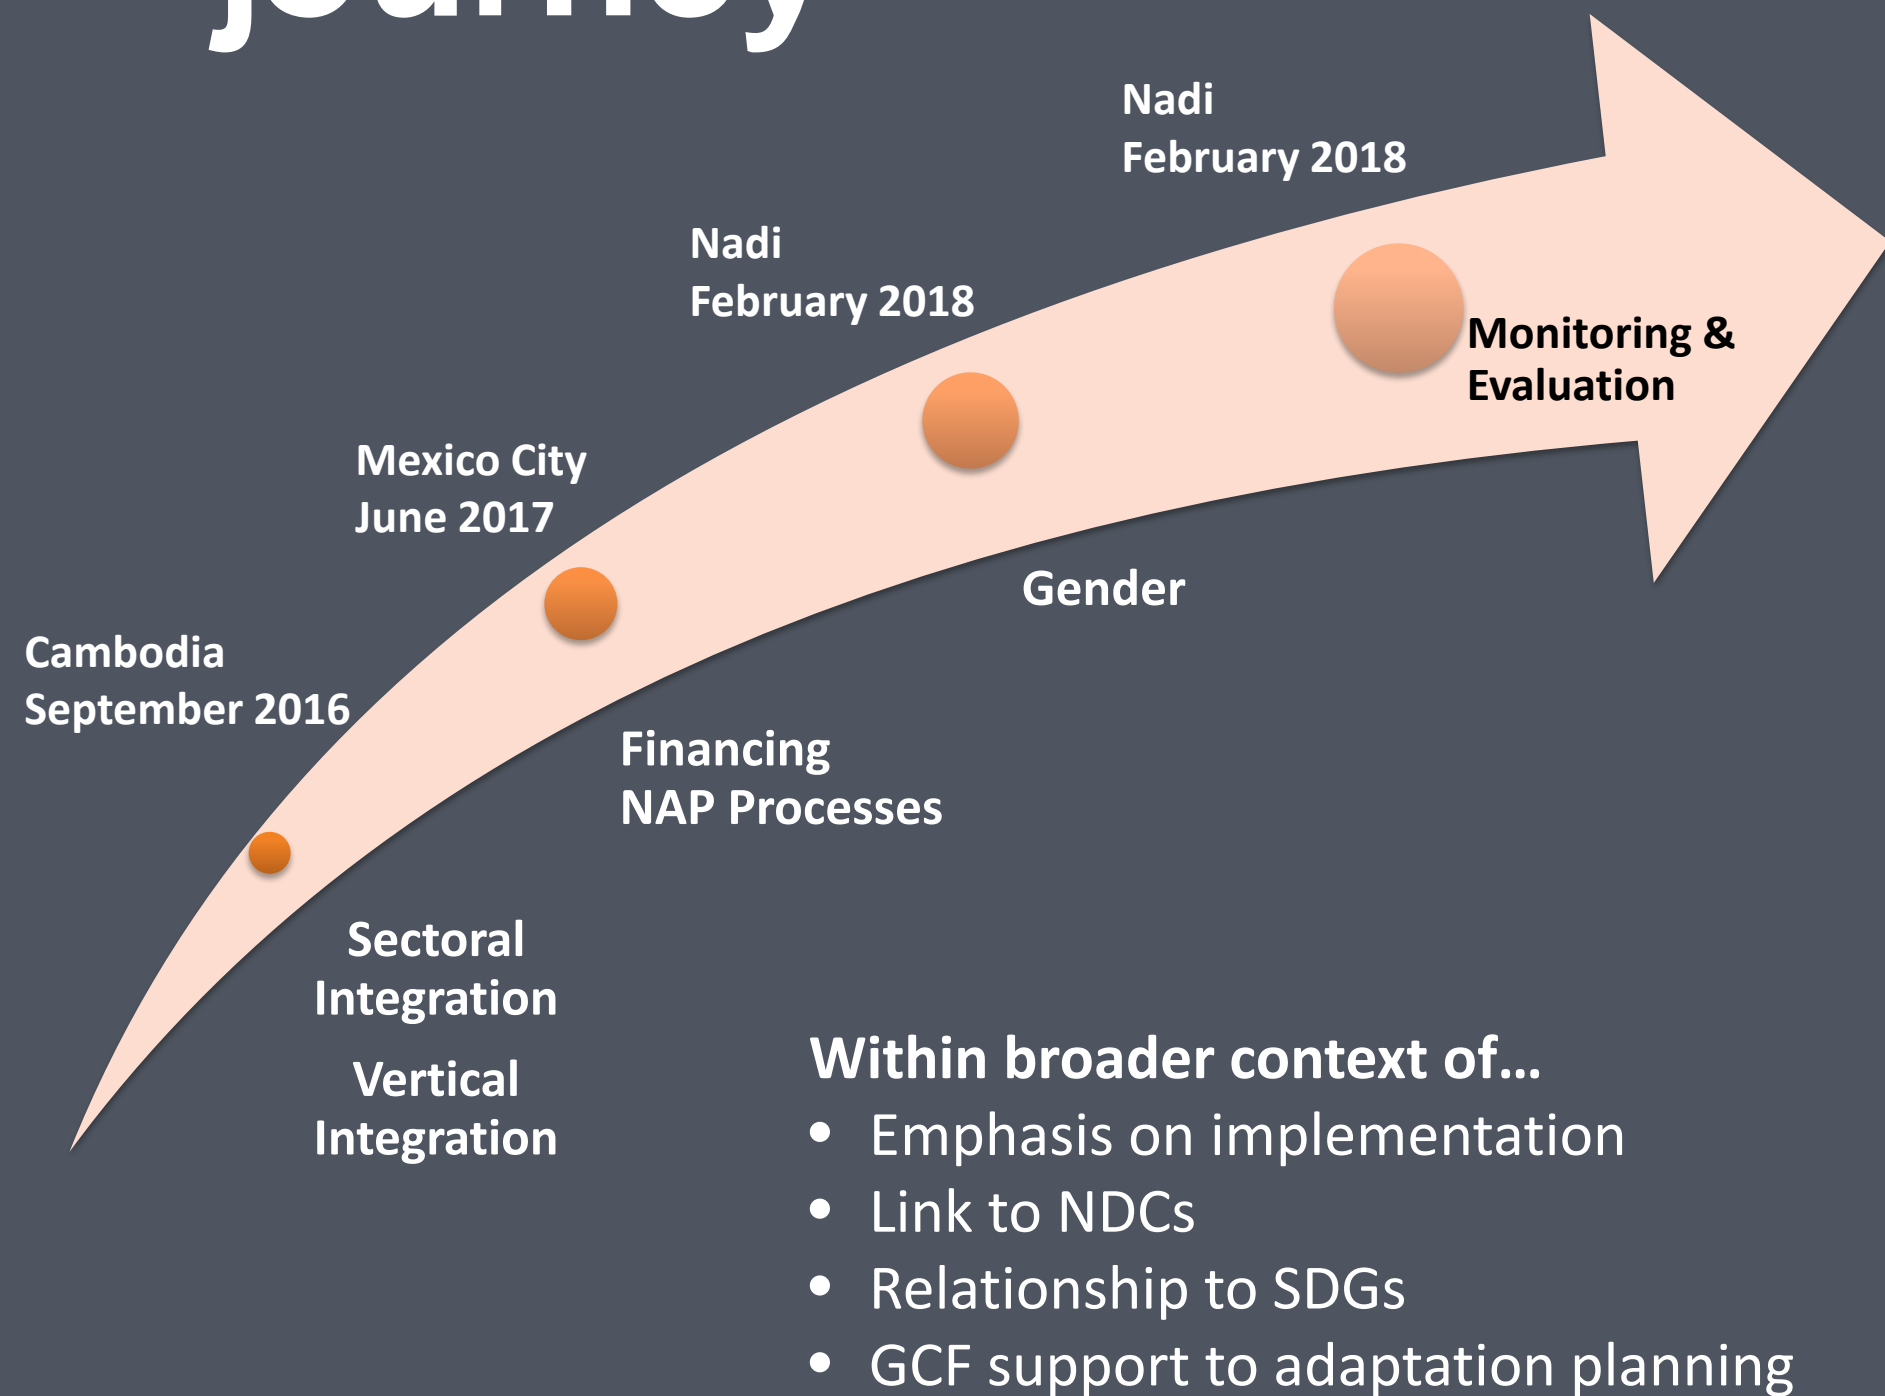 journey
Nadi
February 2018
Nadi
February 2018
Monitoring &
Evaluation
Mexico City
June 2017
Gender
Cambodia
September 2016
Financing
NAP Processes
Sectoral
Integration
Vertical
Integration
Within broader context of…
• Emphasis on implementation
• Link to NDCs
• Relationship to SDGs
• GCF support to adaptation planning